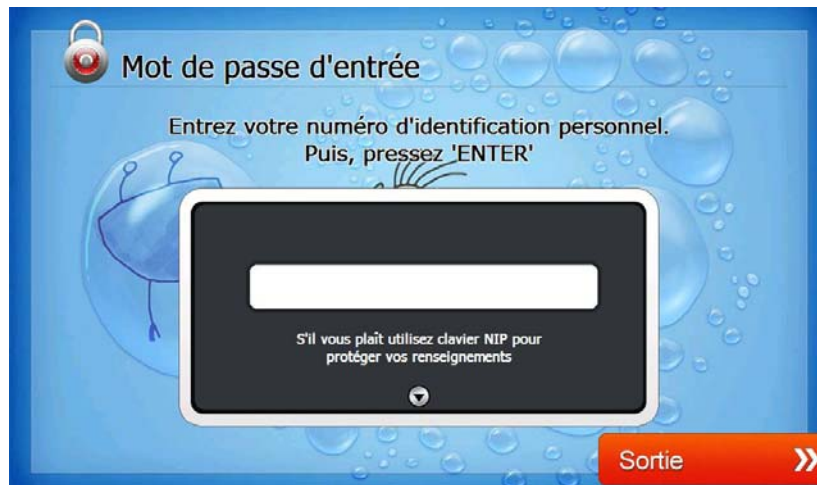 Mot de passe d'entrée
Entrez votre numéro d'identification personnel.
Puis, pressez 'ENTER'
S'il vous plaît utilisez clavier NIP pour
protéger vos renseignements
Sortie